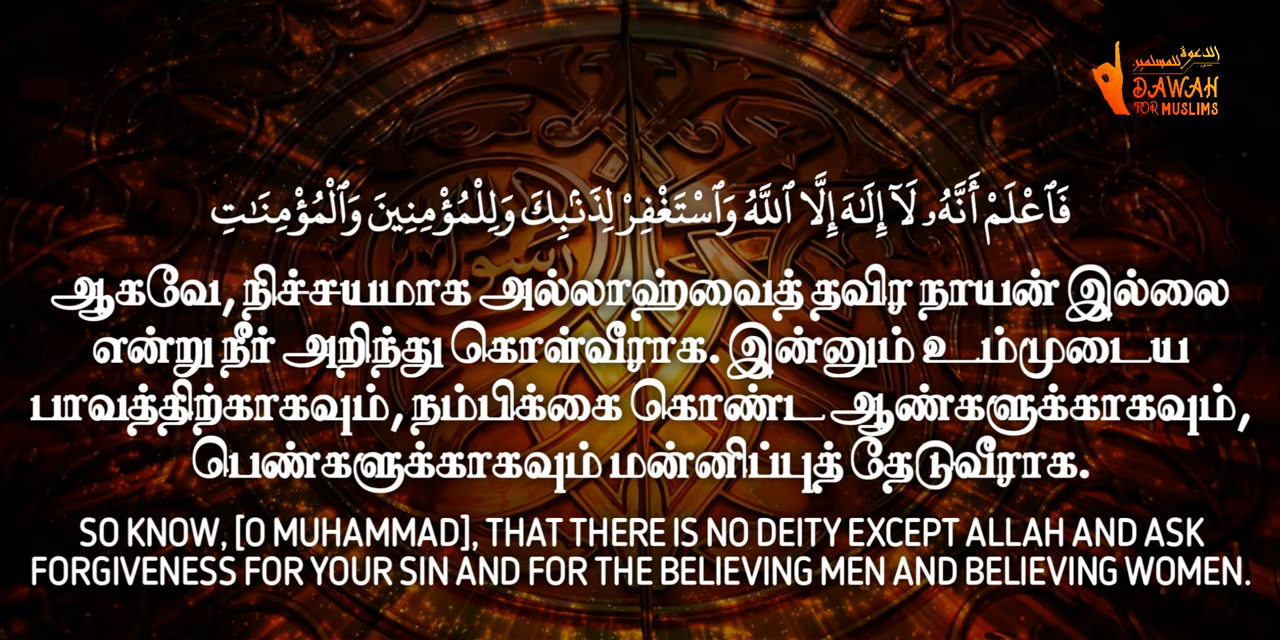 الدعوة للمسلمين
DAWAH
FOR MUSLIMS
فَٱعْلَمْ أَنَّهُۥ لَآ إِلَـٰهَ إِلَّا ٱللَّهُ وَٱسْتَغْفِرْ لِذَنۢبِكَ وَلِلْمُؤْمِنِينَ وَٱلْمُؤْمِنَـٰتِ
ஆகவே, நிச்சயமாக அல்லாஹ்வைத் தவிர நாயன் இல்லை
என்று நீர் அறிந்து கொள்வீராக. இன்னும் உம்முடைய
பாவத்திற்காகவும், நம்பிக்கை கொண்ட ஆண்களுக்காகவும்,
பெண்களுக்காகவும் மன்னிப்புத் தேடுவீராக.
SO KNOW, [O MUHAMMAD], THAT THERE IS NO DEITY EXCEPT ALLAH AND ASK
FORGIVENESS FOR YOUR SIN AND FOR THE BELIEVING MEN AND BELIEVING WOMEN.